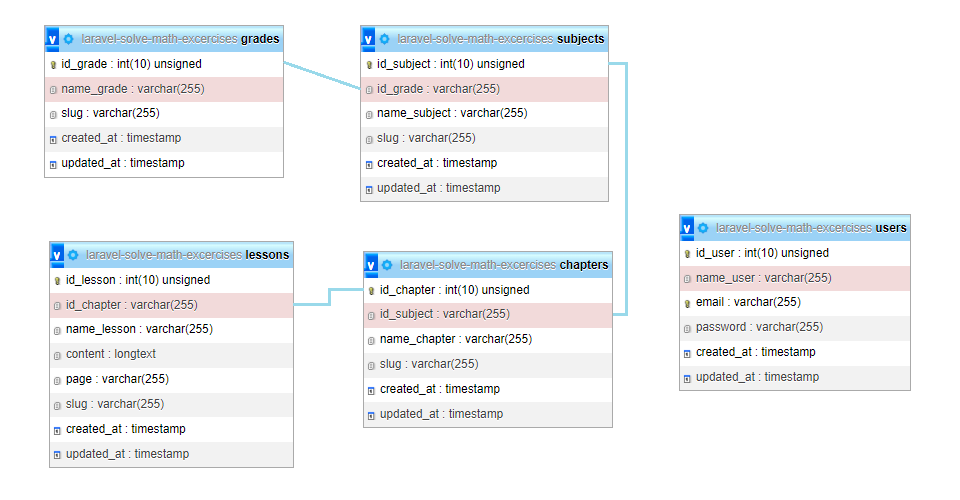 laravel-solve-math-excercises grades
id_grade : int(10) unsigned
name_grade : varchar(255)
slug : varchar(255)
created_at : timestamp
updated_at : timestamp
laravel-solve-math-excercises subjects
id_subject : int(10) unsigned
id_grade : varchar(255)
name_subject : varchar(255)
slug : varchar(255)
created_at : timestamp
updated_at : timestamp
laravel-solve-math-excercises users
id_user : int(10) unsigned
name_user : varchar(255)
email : varchar(255)
password : varchar(255)
created_at : timestamp
updated_at : timestamp
laravel-solve-math-excercises lessons
id_lesson : int(10) unsigned
id_chapter : varchar(255)
name_lesson : varchar(255)
content : longtext
page : varchar(255)
slug : varchar(255)
created_at : timestamp
updated_at : timestamp
laravel-solve-math-excercises chapters
id_chapter : int(10) unsigned
id_subject : varchar(255)
name_chapter : varchar(255)
slug : varchar(255)
created_at : timestamp
updated_at : timestamp